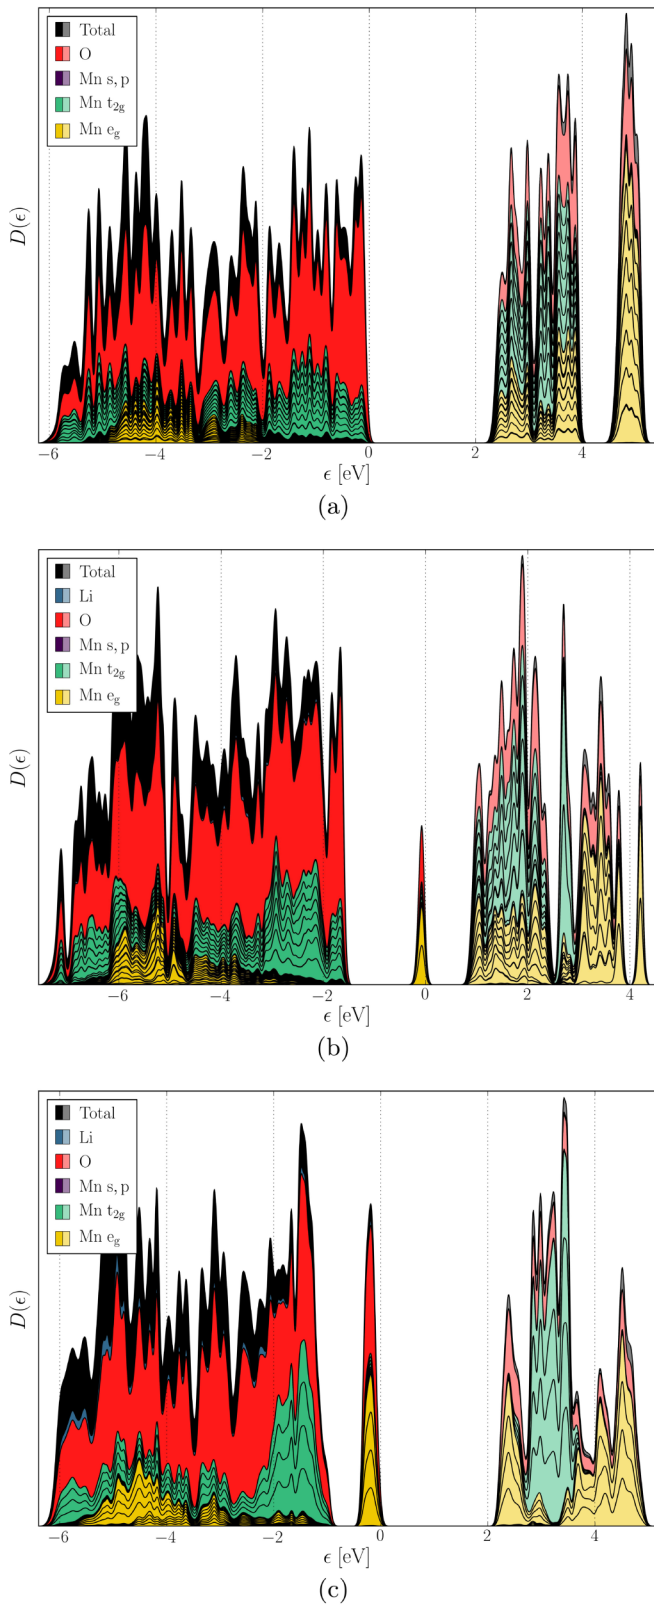 Total
O
Mn s, p
Mn t2g
Mn eg
D(ϵ)
−6 −4 −2 0 2 4
ϵ [eV]
(a)
Total
Li
O
Mn s, p
Mn t2g
Mn eg
D(ϵ)
−6 −4 −2 0 2 4
ϵ [eV]
(b)
Total
Li
O
Mn s, p
Mn t2g
Mn eg
D(ϵ)
−6 −4 −2 0 2 4
ϵ [eV]
(c)